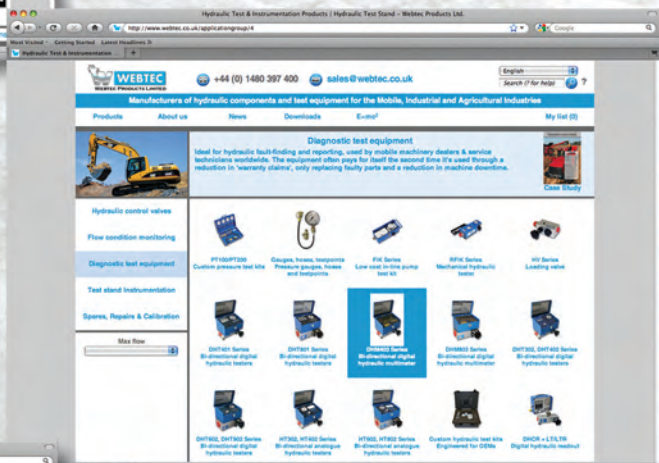 Hydraulic Test & Instrumentation Products | Hydraulic Test Stand – Webtec Products Ltd.
http://www.webtec.co.uk/applicationgroup/4
Google
Most Visited
Getting Started
Latest Headlines
Hydraulic Test & Instrumentation ...
WEBTEC
WEBTEC PRODUCTS LIMITED
+44 (0) 1480 397 400
sales@webtec.co.uk
English
Search (? for help)
?
Manufacturers of hydraulic components and test equipment for the Mobile, Industrial and Agricultural Industries
Products
About us
News
Downloads
E=mo²
My list (0)
Diagnostic test equipment
Ideal for hydraulic fault-finding and reporting, used by mobile machinery dealers & service
technicians worldwide. The equipment often pays for itself the second time it's used through a
reduction in 'warranty claims', only replacing faulty parts and a reduction in machine downtime.
Case Study
Hydraulic control valves
Flow condition monitoring
Diagnostic test equipment
Test stand instrumentation
Spares, Repairs & Calibration
Max flow
PT100/PT200
Custom pressure test kits
Gauges, hoses, testpoints
Pressure gauges, hoses
and testpoints
FIK Series
Low cost in-line pump
test kit
RFIK Series
Mechanical hydraulic
tester
HV Series
Loading valve
DHT401 Series
Bi-directional digital
hydraulic testers
DHT801 Series
Bi-directional digital
hydraulic testers
DHM403 Series
Bi-directional digital
hydraulic multimeter
DHM803 Series
Bi-directional digital
hydraulic multimeter
DHT302, DHT402 Series
Bi-directional digital
hydraulic testers
DHT602, DHT802 Series
Bi-directional digital
hydraulic testers
HT302, HT402 Series
Bi-directional analogue
hydraulic testers
HT602, HT802 Series
Bi-directional analogue
hydraulic testers
Custom hydraulic test kits
Engineered for OEMs
DHCR + LT/LTR
Digital hydraulic readout